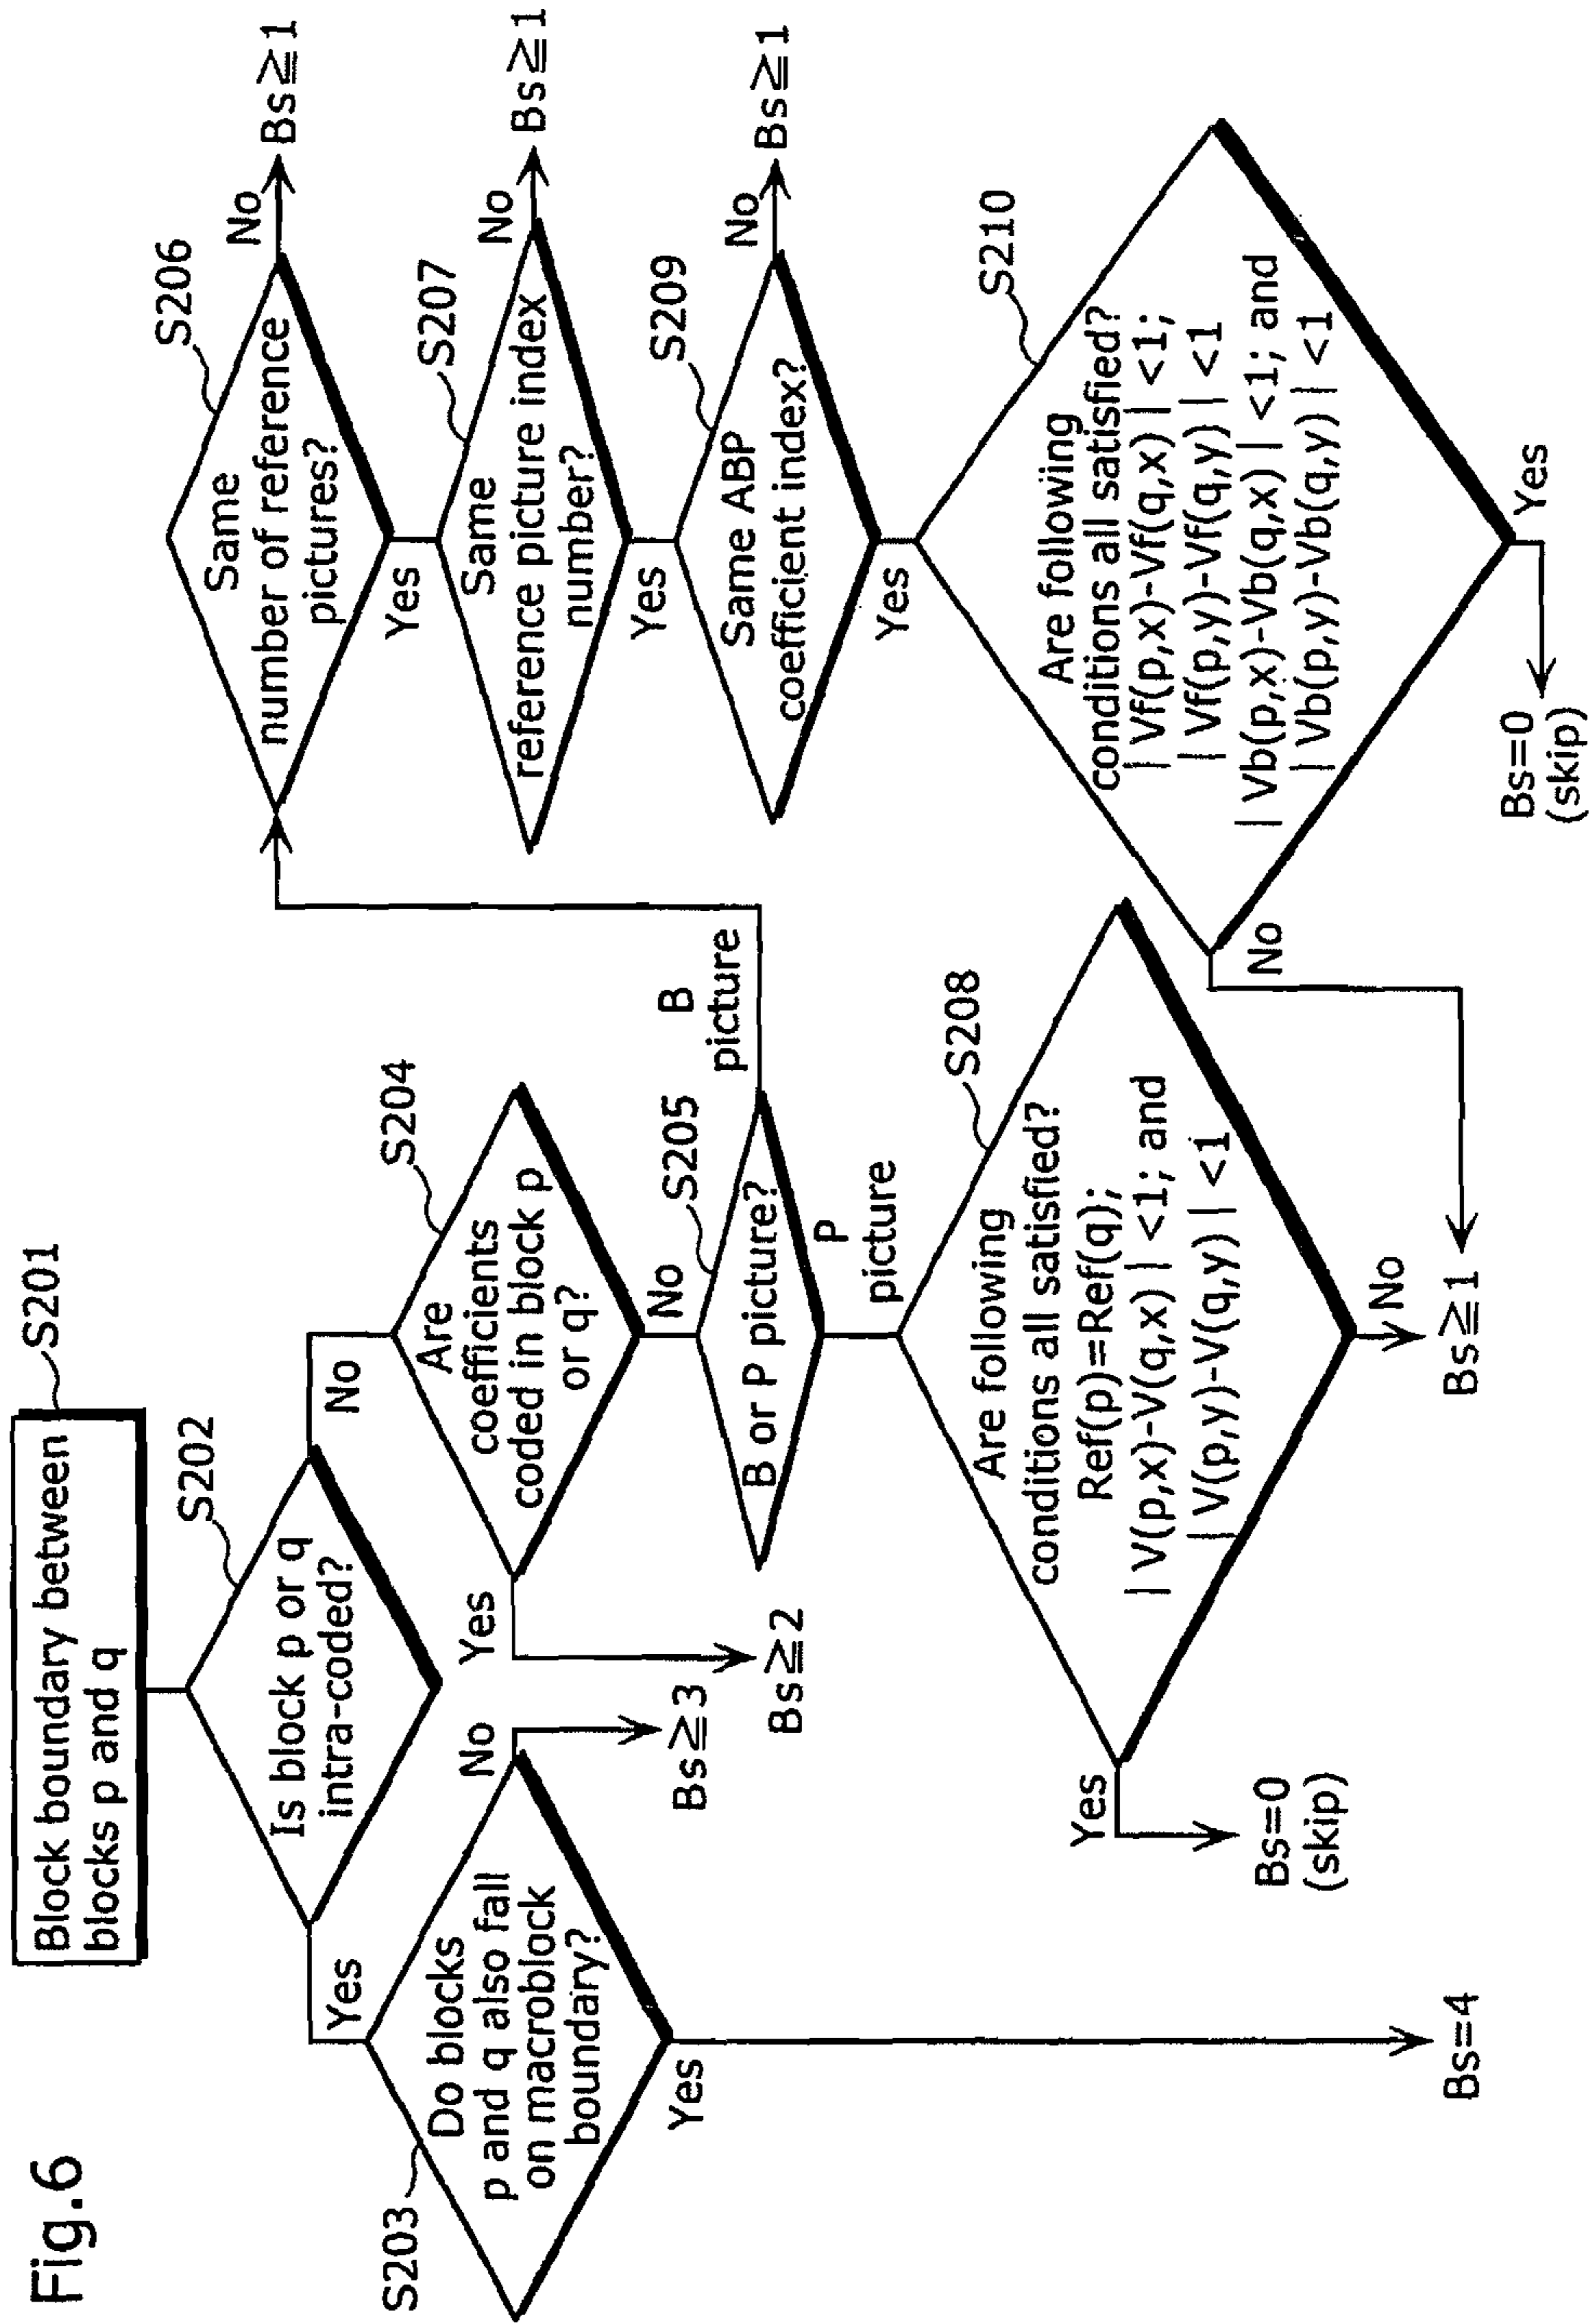 Fig.6
Block boundary between
blocks p and q
S201
Is block p or q
intra-coded?
S202
Yes
No
Do blocks
p and q also fall
on macroblock
boundary?
S203
No
Bs≧3
Yes
Bs=4
Are
coefficients
coded in block p
or q?
S204
Yes
Bs≧2
No
B or P picture?
S205
B
picture
P
picture
Are following
conditions all satisfied?
Ref(p)=Ref(q);
|V(p,x)-V(q,x)| <1; and
|V(p,y)-V(q,y)| <1
S208
Yes
Bs=0
(skip)
No
Bs≧1
Same
number of reference
pictures?
S206
No
Bs≧1
Yes
Same
reference picture index
number?
S207
No
Bs≧1
Yes
Same ABP
coefficient index?
S209
No
Bs≧1
Yes
Are following
conditions all satisfied?
|Vf(p,x)-Vf(q,x)| <1;
|Vf(p,y)-Vf(q,y)| <1
|Vb(p,x)-Vb(q,x)| <1; and
|Vb(p,y)-Vb(q,y)| <1
S210
No
Yes
Bs=0
(skip)